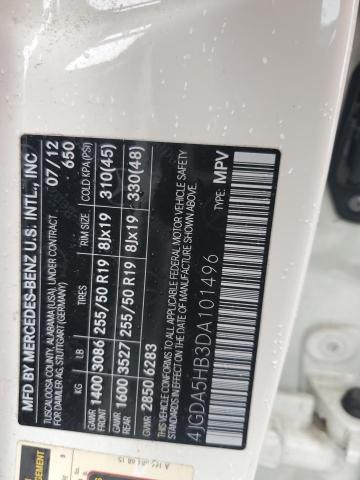 MFD BY MERCEDES-BENZ U.S. INTL., INC
TUSCALOOSA COUNTY, ALABAMA (USA), UNDER CONTRACT
FOR DAIMLER AG, STUTTGART (GERMANY)
07/12
650
LB TIRES RIM SIZE COLD KPA(PSI)
GAWR FRONT 1400 3086 255/50 R19 8Jx19 310(45)
GAWR REAR 1600 3527 255/50 R19 8Jx19 330(48)
GVWR 2850 6283
THIS VEHICLE CONFORMS TO ALL APPLICABLE FEDERAL MOTOR VEHICLE SAFETY
STANDARDS IN EFFECT ON THE DATE OF MANUFACTURE SHOWN ABOVE.
4JGDA5HB3DA101496 TYPE: MPV